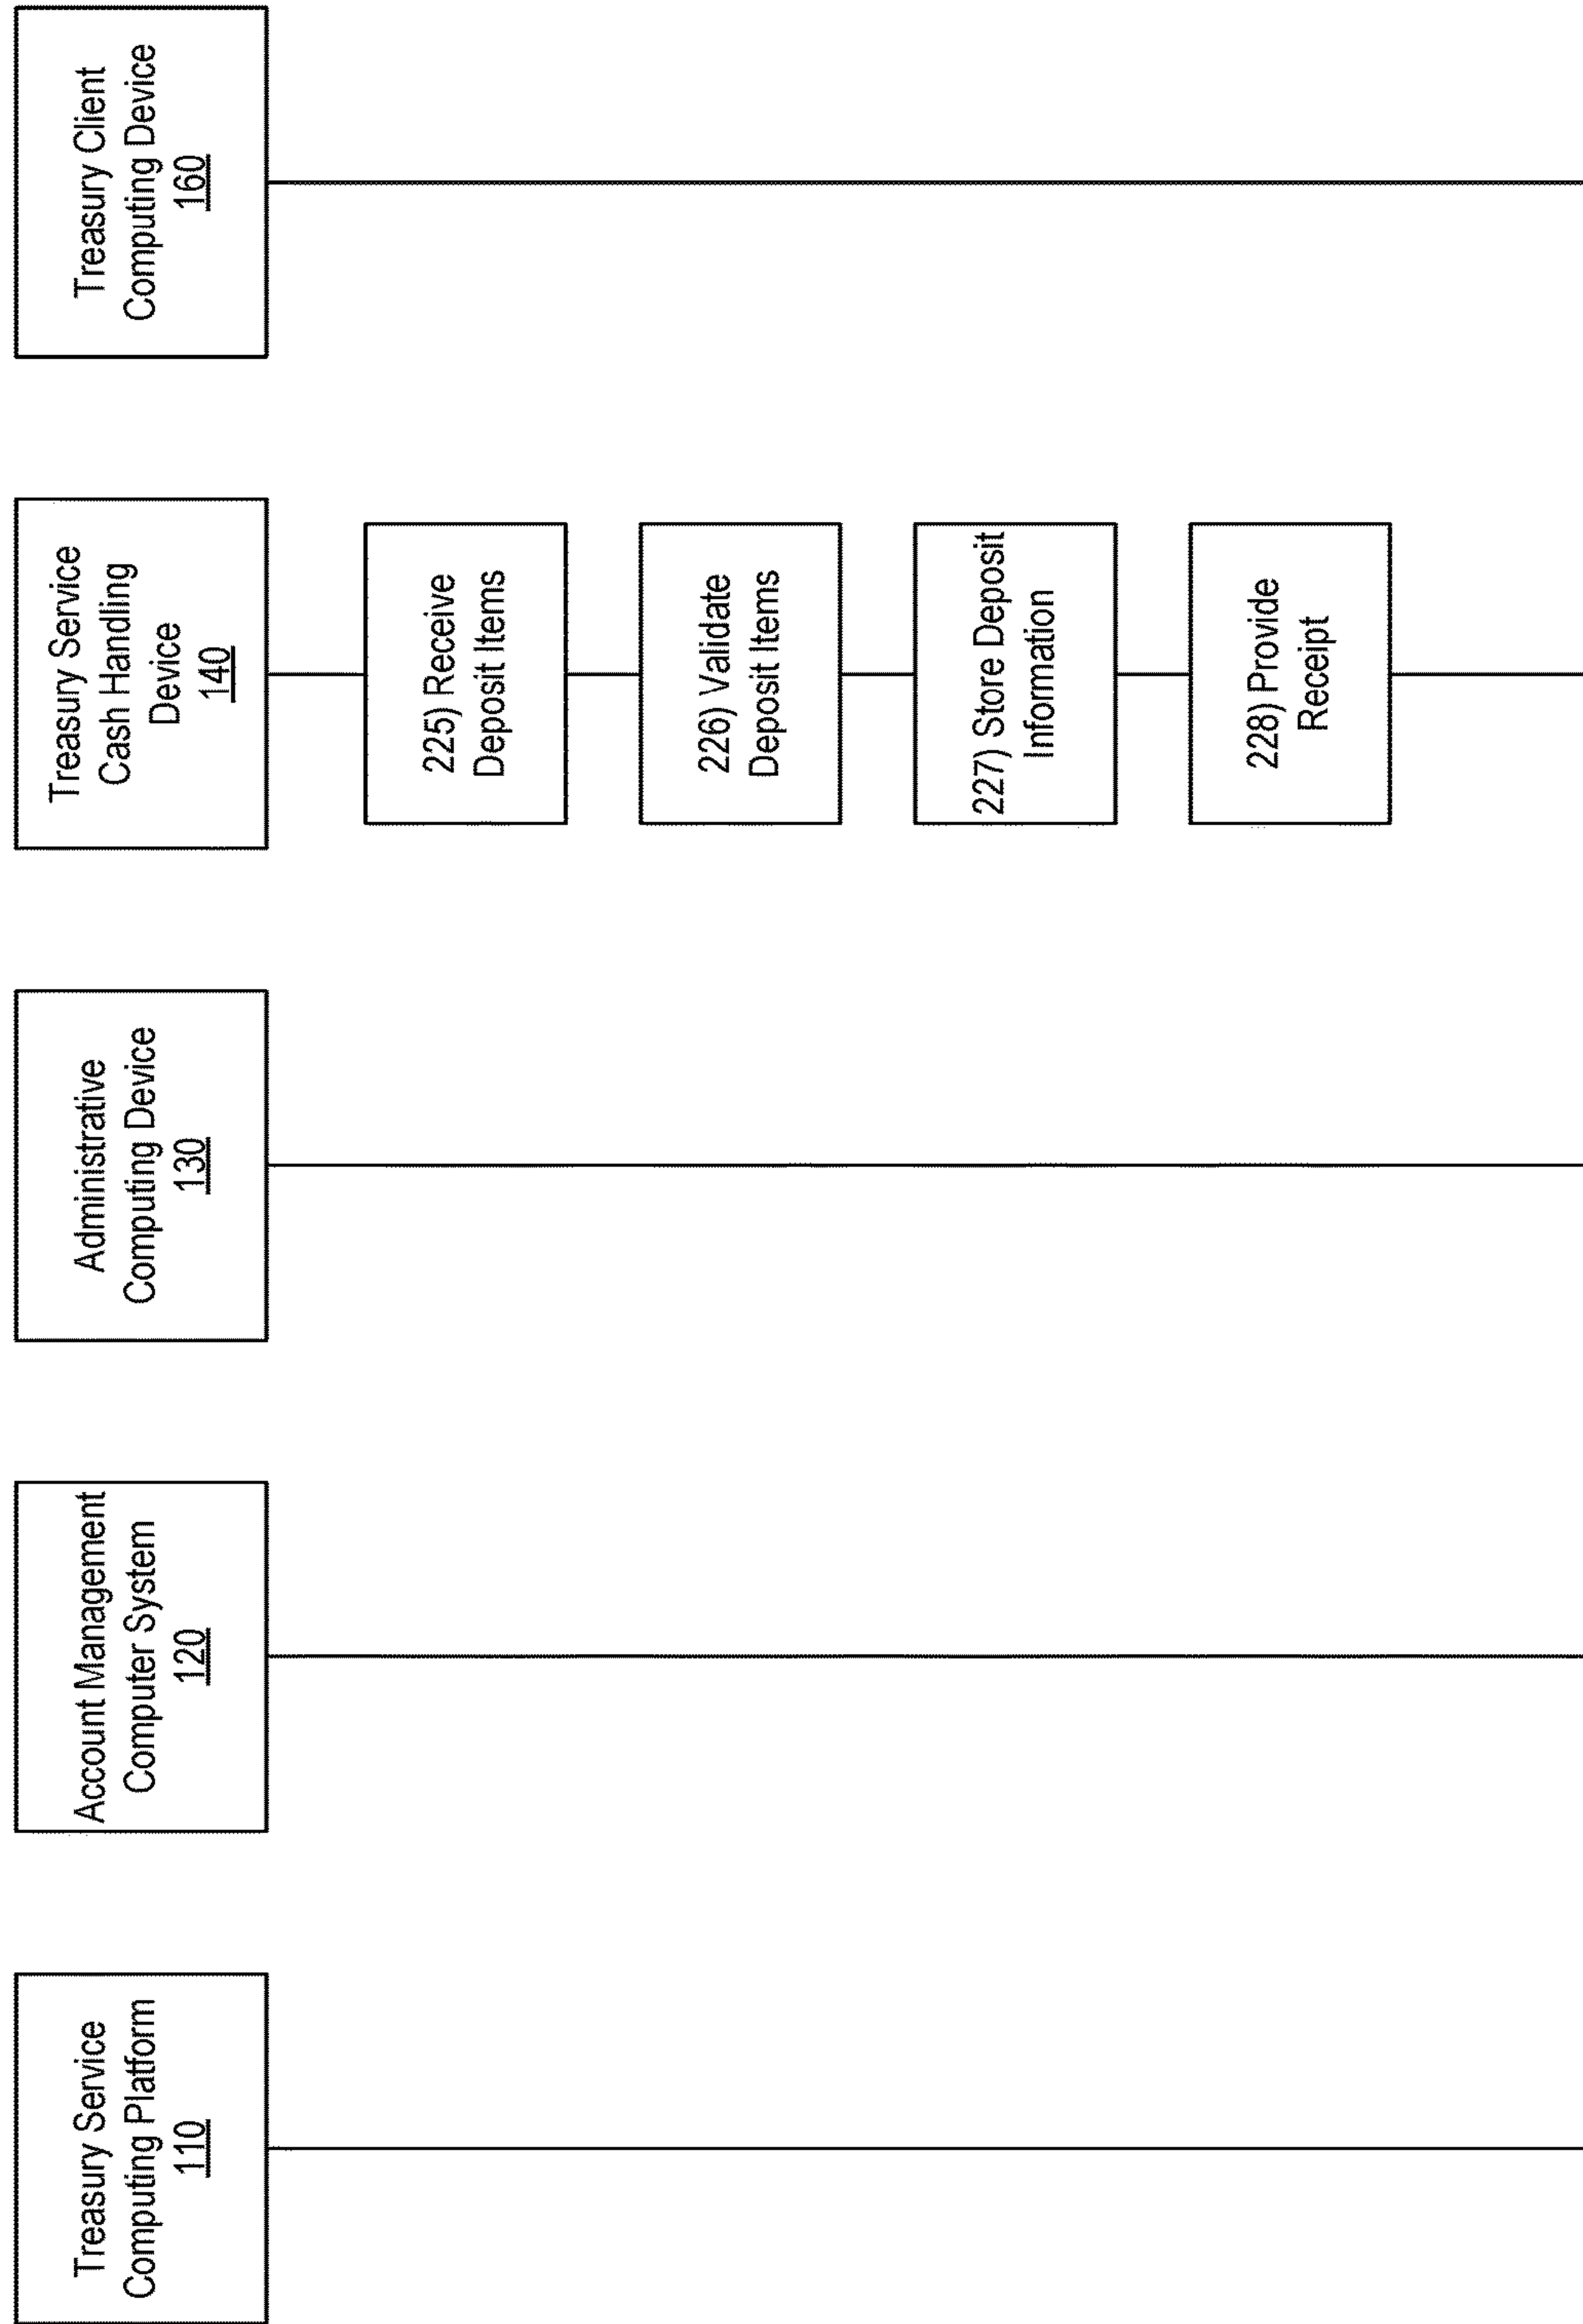 Treasury Service
Computing Platform
110
Account Management
Computer System
120
Administrative
Computing Device
130
Treasury Service
Cash Handling
Device
140
Treasury Client
Computing Device
160
225) Receive
Deposit Items
226) Validate
Deposit Items
227) Store Deposit
Information
228) Provide
Receipt